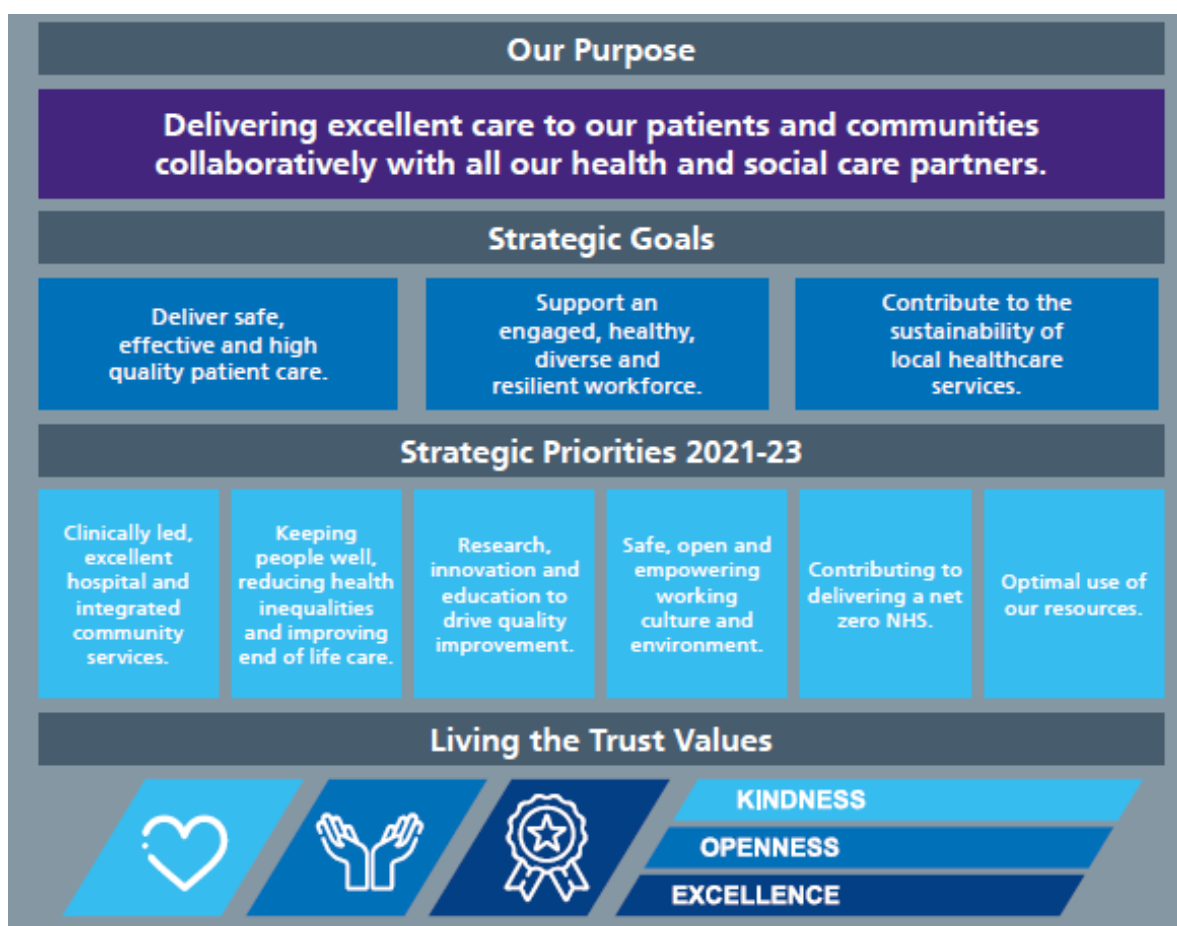 Our Purpose
Delivering excellent care to our patients and communities
collaboratively with all our health and social care partners.
Strategic Goals
Deliver safe,
effective and high
quality patient care.
Support an
engaged, healthy,
diverse and
resilient workforce.
Contribute to the
sustainability of
local healthcare
services.
Strategic Priorities 2021-23
Clinically led,
excellent
hospital and
integrated
community
services.
Keeping
people well,
reducing health
inequalities
and improving
end of life care.
Research,
innovation and
education to
drive quality
improvement.
Safe, open and
empowering
working
culture and
environment.
Contributing to
delivering a net
zero NHS.
Optimal use of
our resources.
Living the Trust Values
KINDNESS
OPENNESS
EXCELLENCE